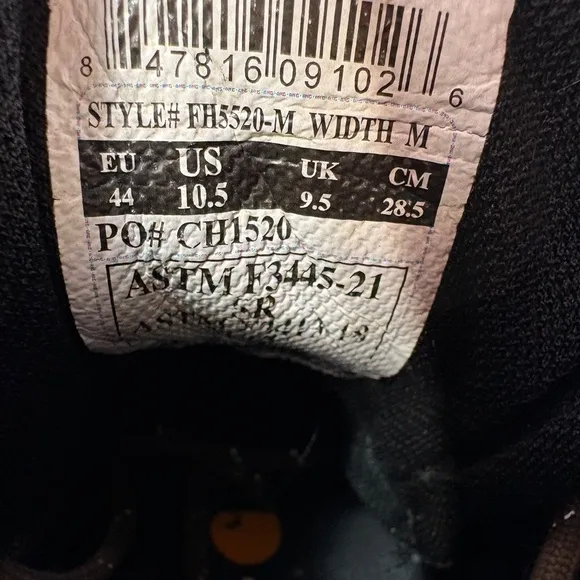 8 47816 09102 6
STYLE# FH5520-M WIDTH M
EU US UK CM
44 10.5 9.5 28.5
PO# CH1520
ASTM F3445-21
-R